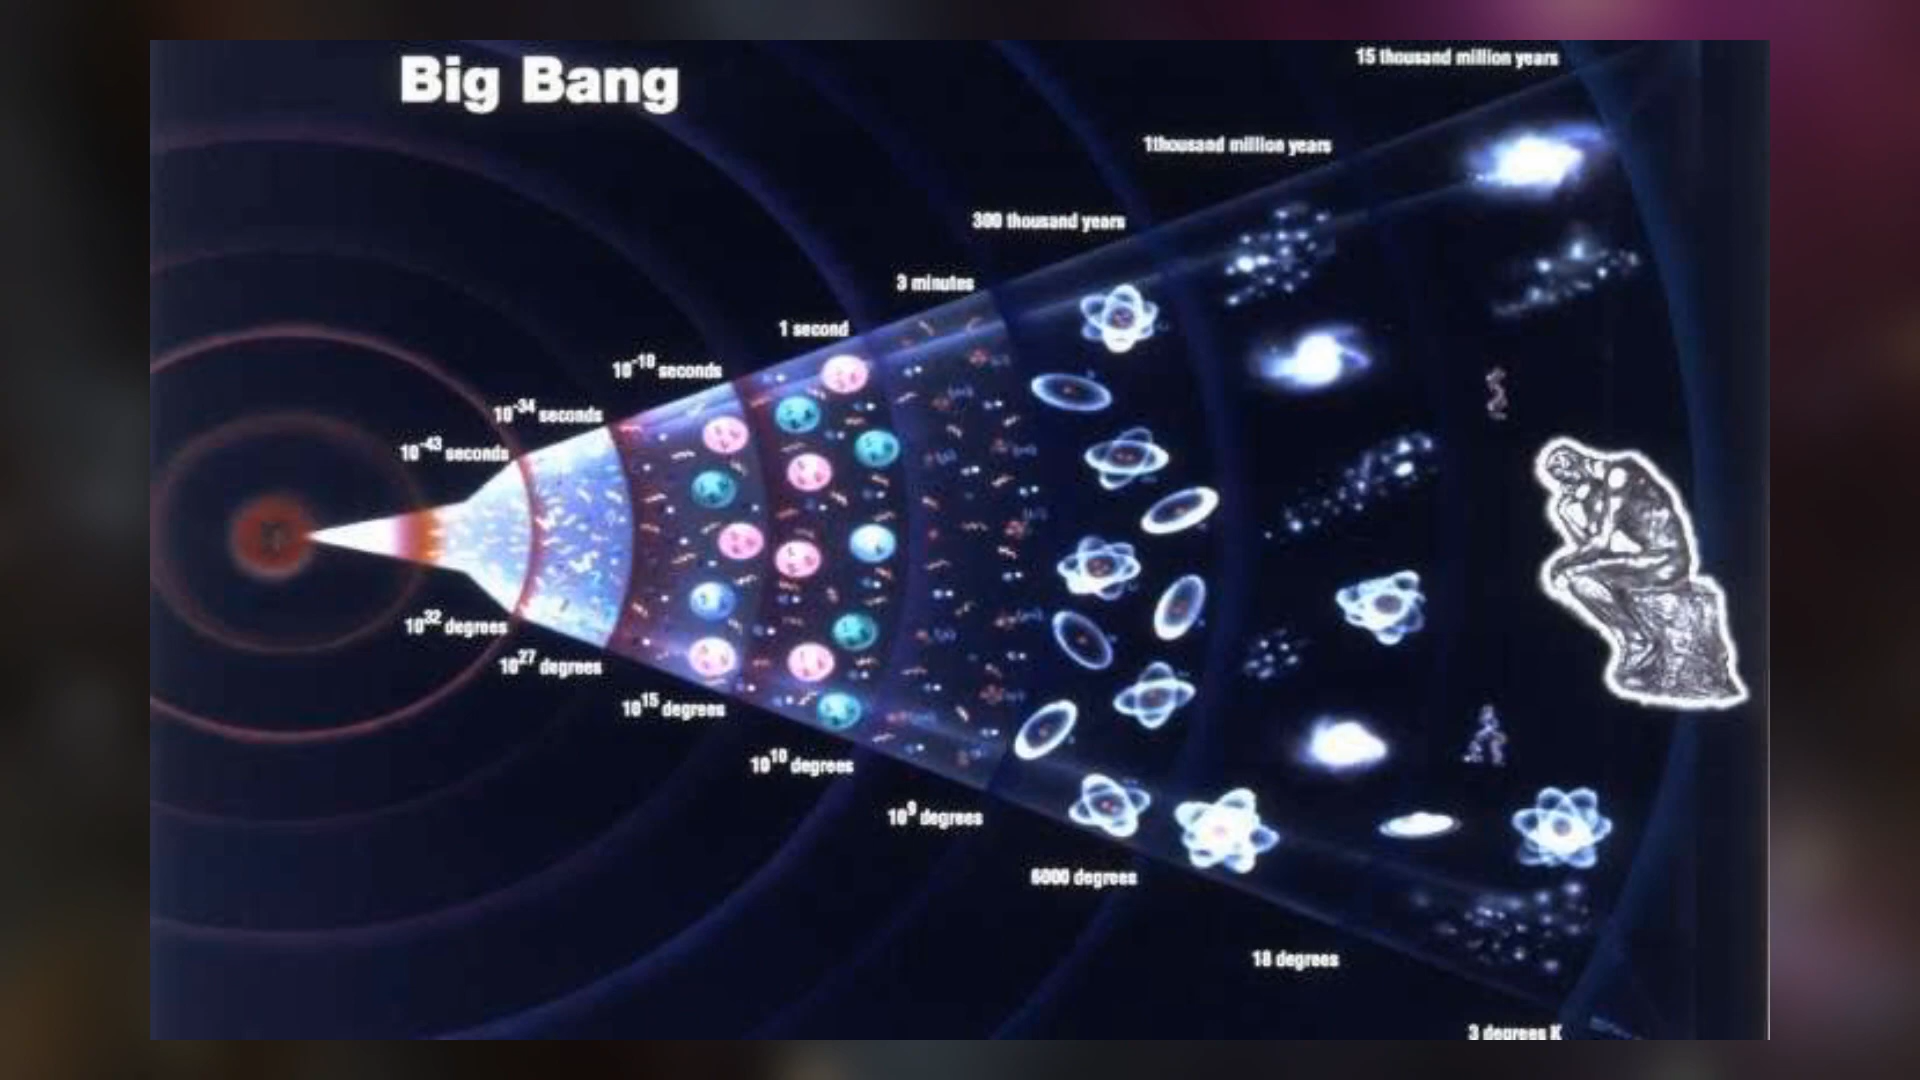 Big Bang
15 thousand million years
1thousand million years
300 thousand years
3 minutes
1 second
10⁻¹⁰ seconds
10⁻³⁴ seconds
10⁻⁴³ seconds
10³² degrees
10²⁷ degrees
10¹⁵ degrees
10¹⁰ degrees
10⁹ degrees
6000 degrees
18 degrees
3 degrees K